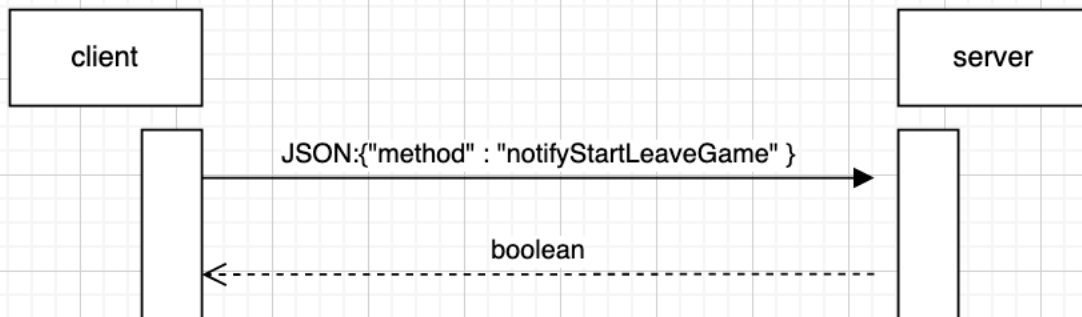 client
server
JSON:{"method" : "notifyStartLeaveGame" }
boolean